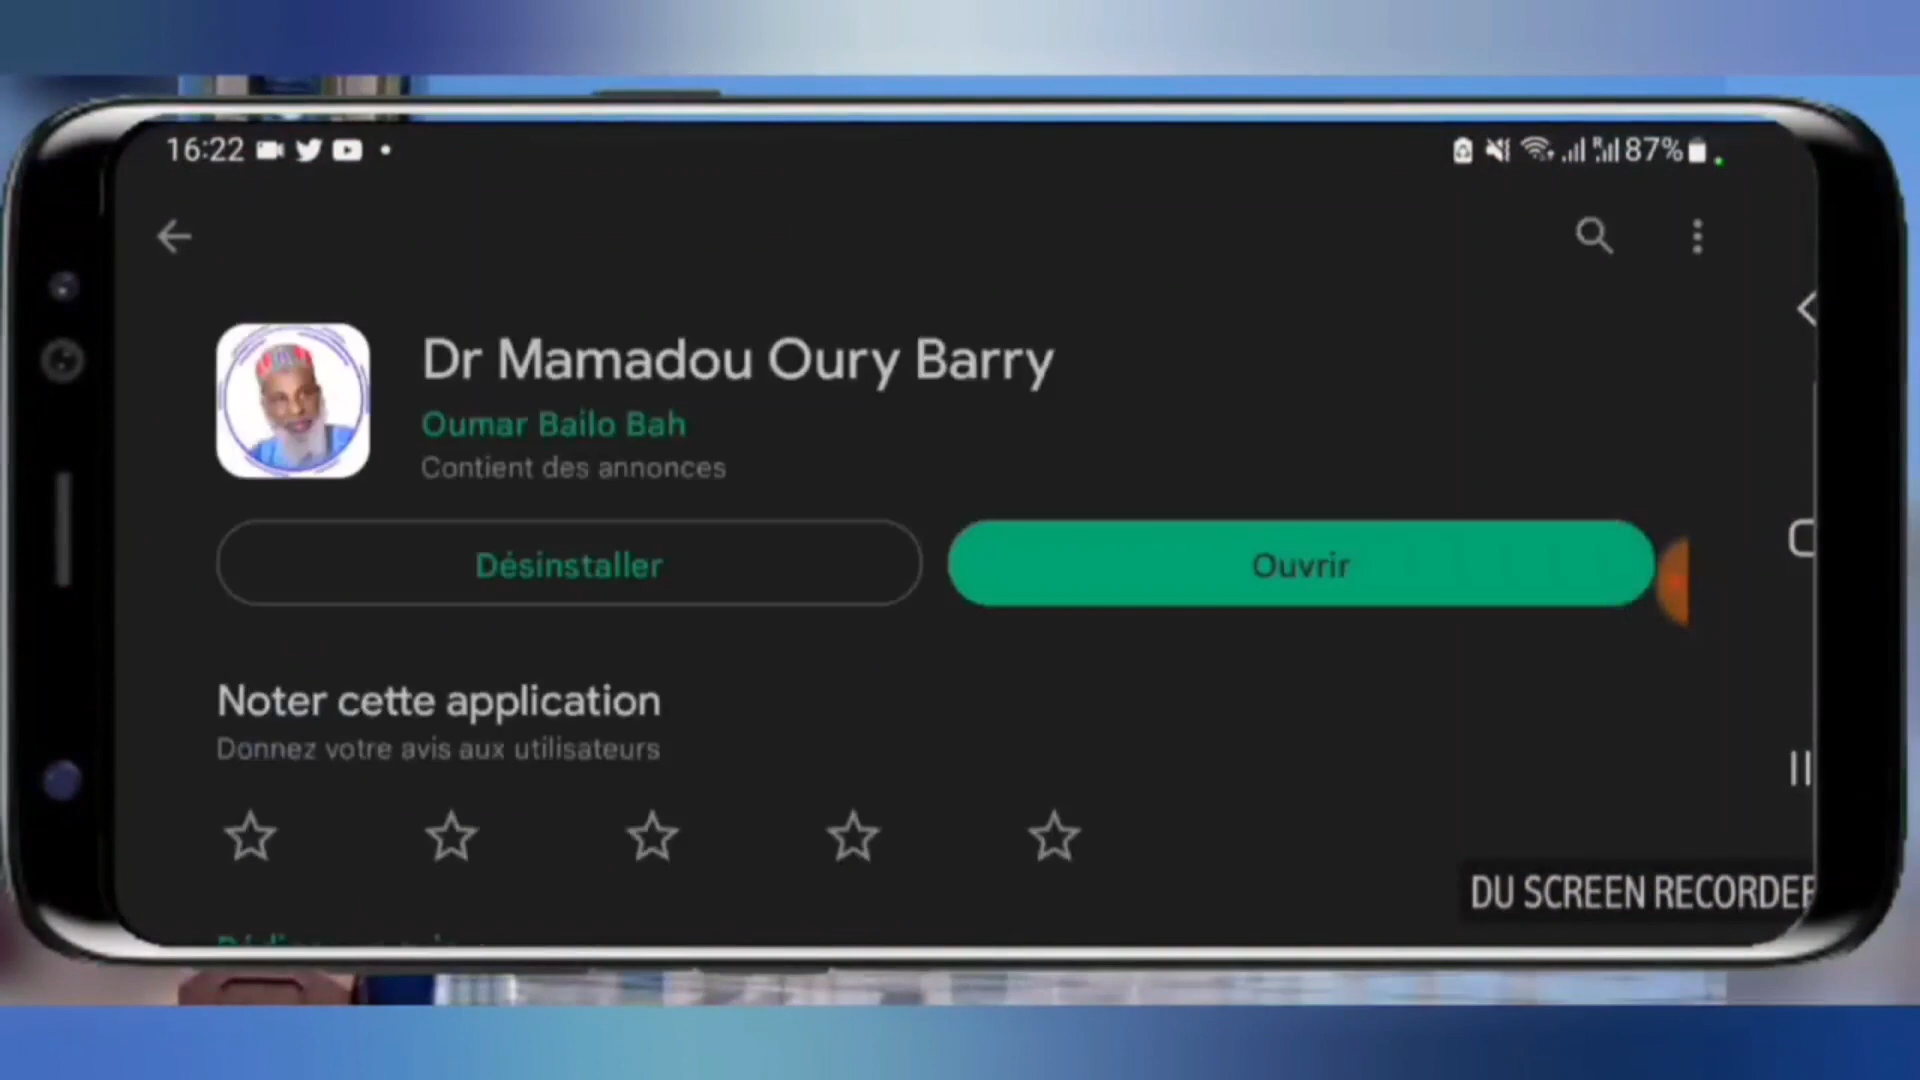 16:22
87%
Dr Mamadou Oury Barry
Oumar Bailo Bah
Contient des annonces
Désinstaller
Ouvrir
Noter cette application
Donnez votre avis aux utilisateurs
DU SCREEN RECORDER